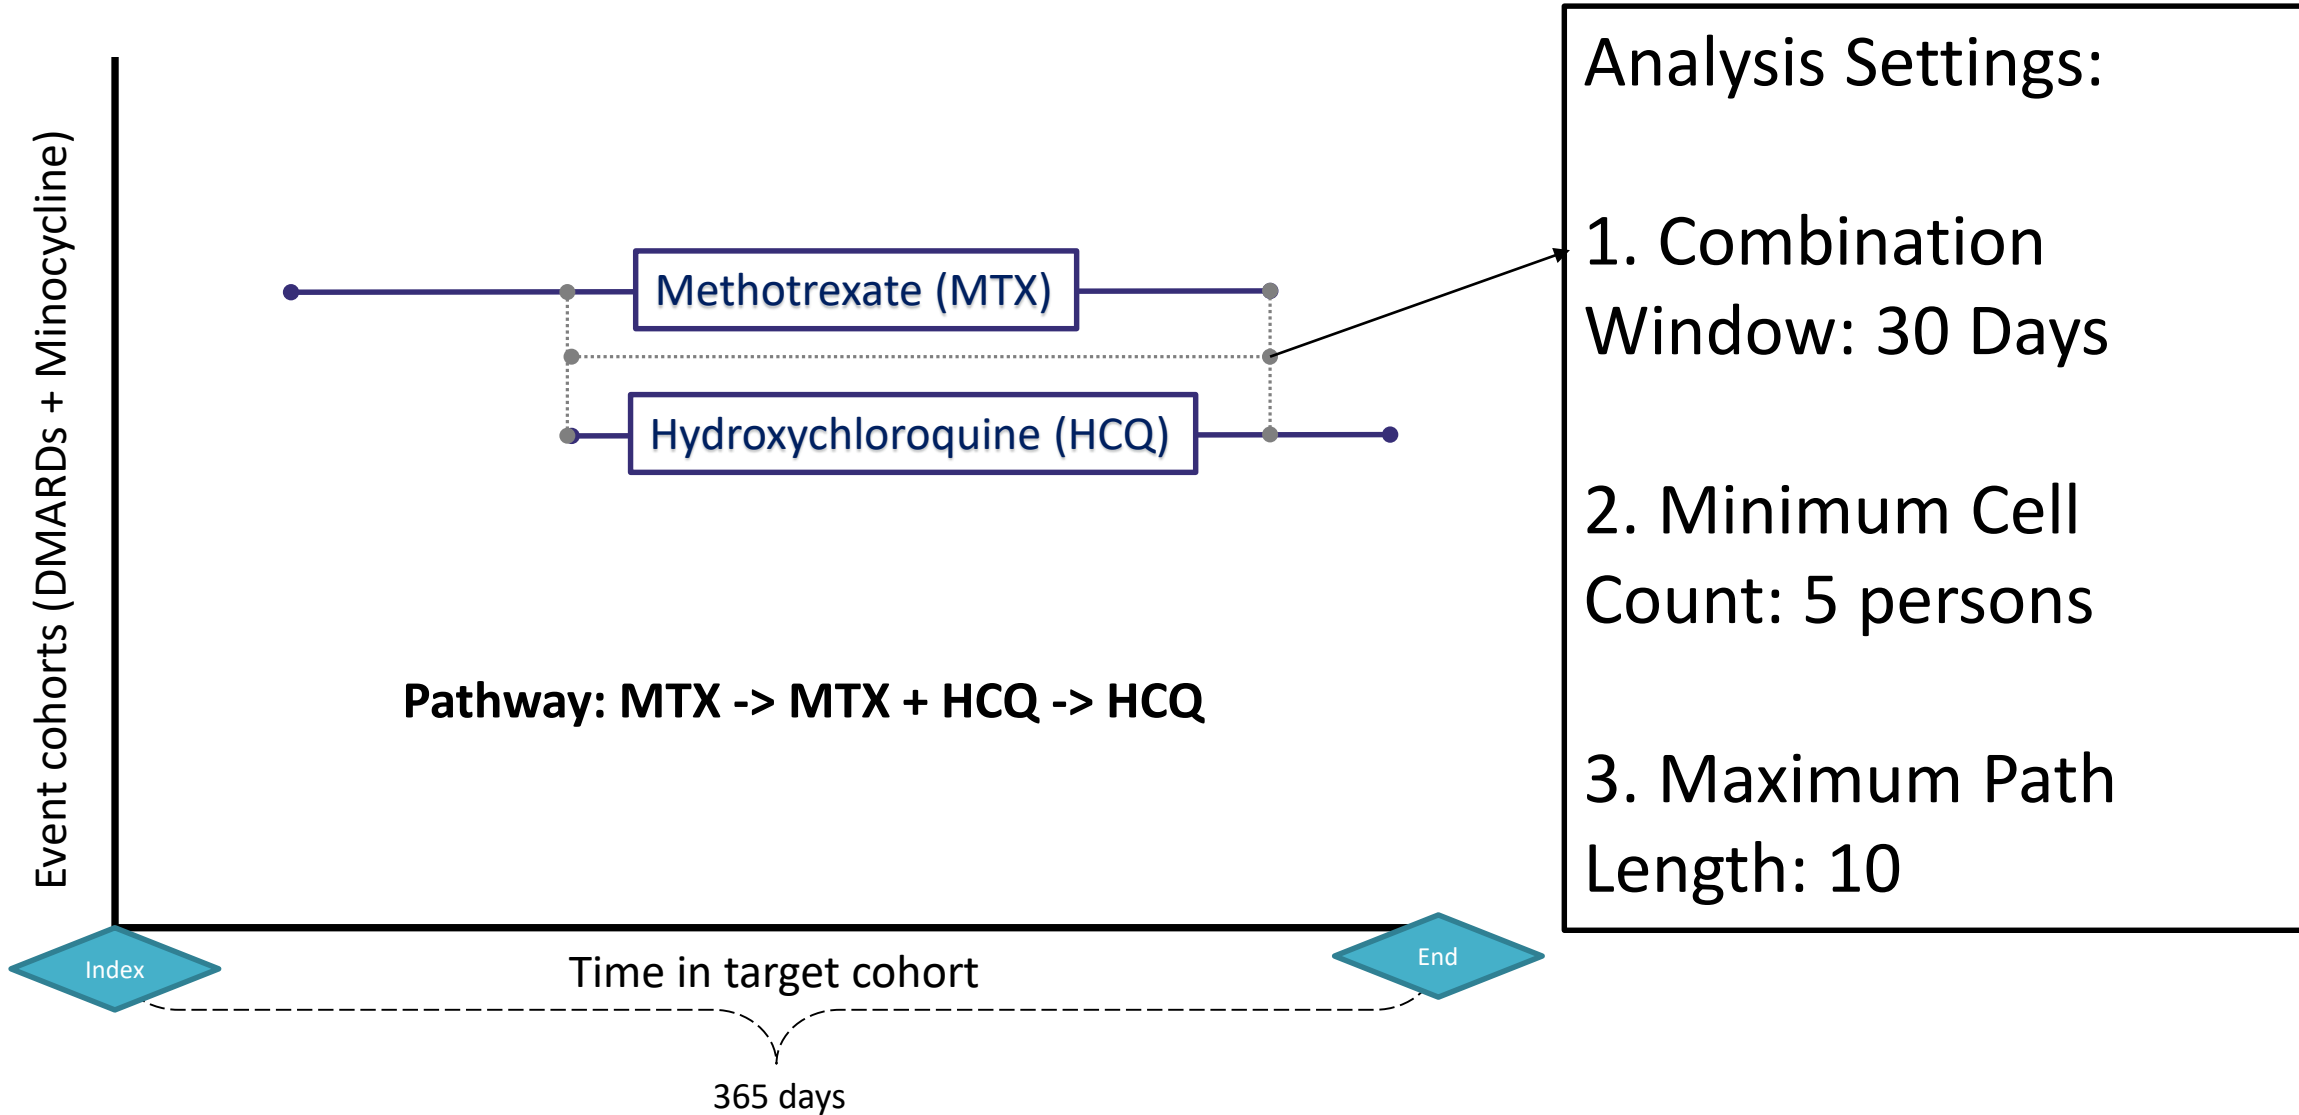 Event cohorts (DMARDs + Minocycline)
Methotrexate (MTX)
Hydroxychloroquine (HCQ)
Pathway: MTX -> MTX + HCQ -> HCQ
Index
Time in target cohort
End
365 days
Analysis Settings:
1. Combination
Window: 30 Days
2. Minimum Cell
Count: 5 persons
3. Maximum Path
Length: 10